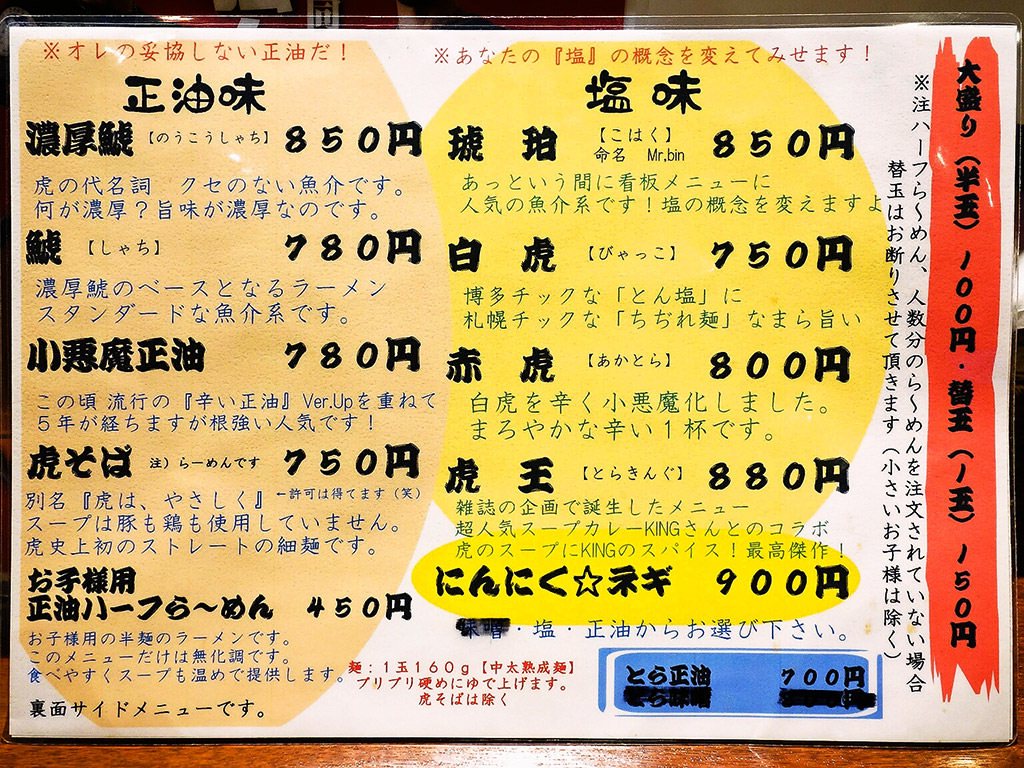 ※オレの妥協しない正油だ！
正油味
濃厚鯱【のうこうしゃち】 850円
虎の代名詞 クセのない魚介です。
何が濃厚？旨味が濃厚なのです。
鯱【しゃち】 780円
濃厚鯱のベースとなるラーメン
スタンダードな魚介系です。
小悪魔正油 780円
この頃 流行の『辛い正油』Ver.Upを重ねて
５年が経ちますが根強い人気です！
虎そば 注）らーめんです 750円
別名『虎は、やさしく』 ←許可は得てます（笑）
スープは豚も鶏も使用していません。
虎史上初のストレートの細麺です。
お子様用
正油ハーフら〜めん 450円
お子様用の半麺のラーメンです。
このメニューだけは無化調です。
食べやすくスープも温めで提供します。
裏面サイドメニューです。
麺：１玉１６０ｇ【中太熟成麺】
プリプリ硬めにゆで上げます。
虎そばは除く
※あなたの『塩』の概念を変えてみせます！
塩味
琥珀【こはく】 850円
命名 Mr.bin
あっという間に看板メニューに
人気の魚介系です！塩の概念を変えますよ
白虎【びゃっこ】 750円
博多チックな「とん塩」に
札幌チックな「ちぢれ麺」なまら旨い
赤虎【あかとら】 800円
白虎を辛く小悪魔化しました。
まろやかな辛い１杯です。
虎王【とらきんぐ】 880円
雑誌の企画で誕生したメニュー
超人気スープカレーKINGさんとのコラボ
虎のスープにKINGのスパイス！最高傑作！
にんにく☆ネギ 900円
・塩・正油からお選び下さい。
とら正油 700円
大盛り（半玉）100円・替玉（1玉）150円
※注ハーフら〜めん、人数分のら〜めんを注文されていない場合
替玉はお断りさせて頂きます（小さいお子様は除く）